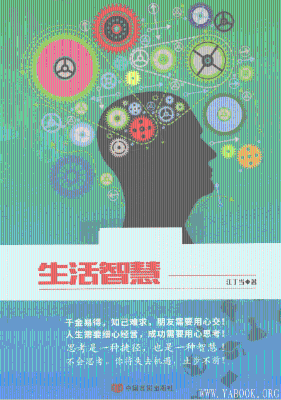 生活智慧
江丁当◆著
千金易得，知己难求，朋友需要用心交！
人生需要细心经营，成功需要用心思考！
思考是一种捷径，也是一种智慧！
不会思考，你将失去机遇，止步不前！
WWW.YABOOK.ORG